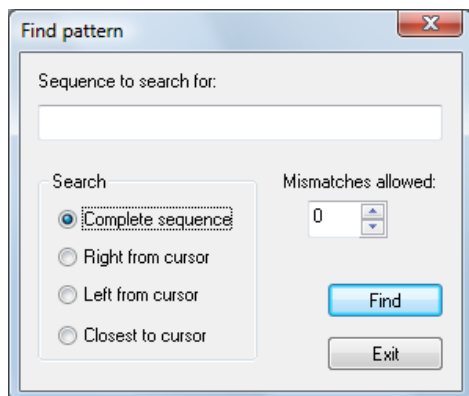 Find pattern
Sequence to search for:
Search
Complete sequence
Right from cursor
Left from cursor
Closest to cursor
Mismatches allowed:
0
Find
Exit